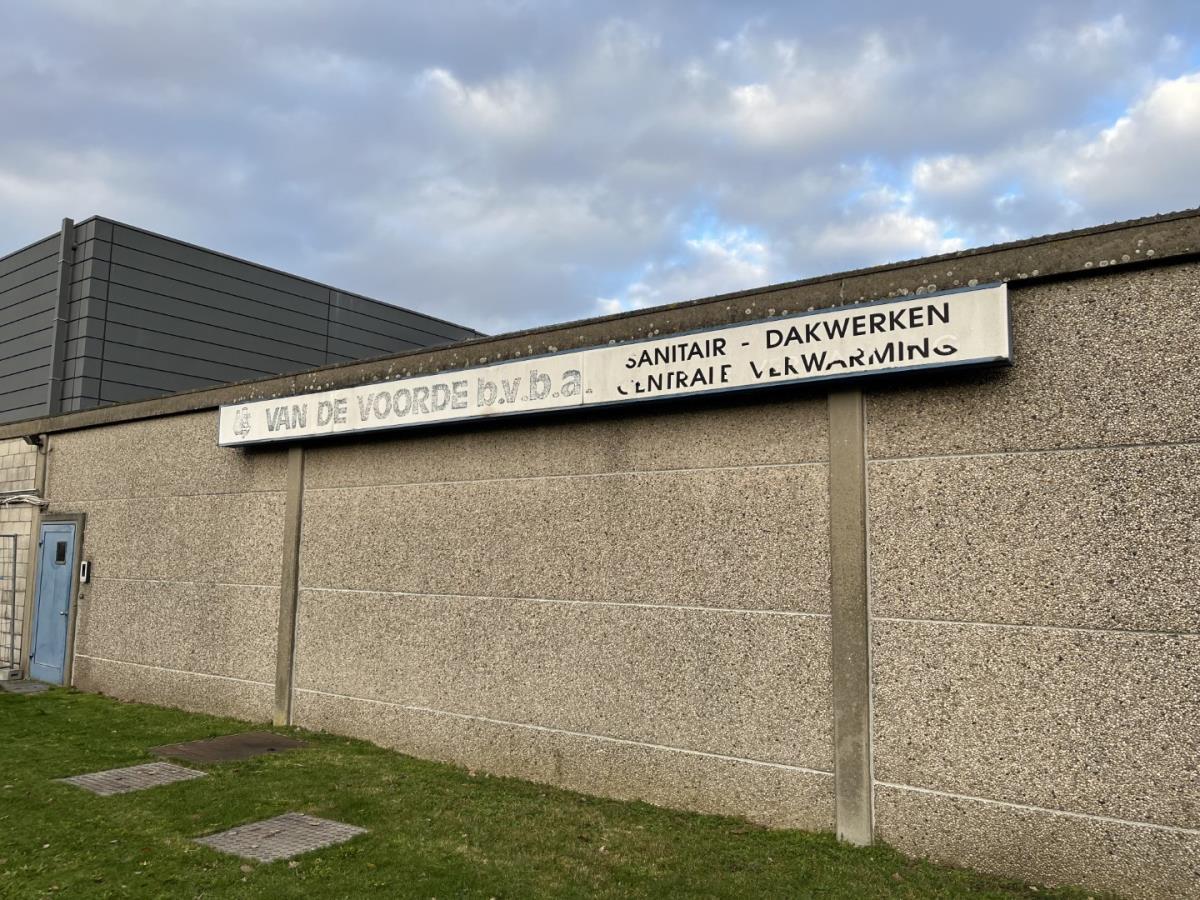 VAN DE VOORDE b.v.b.a.
SANITAIR - DAKWERKEN
CENTRALE VERWARMING